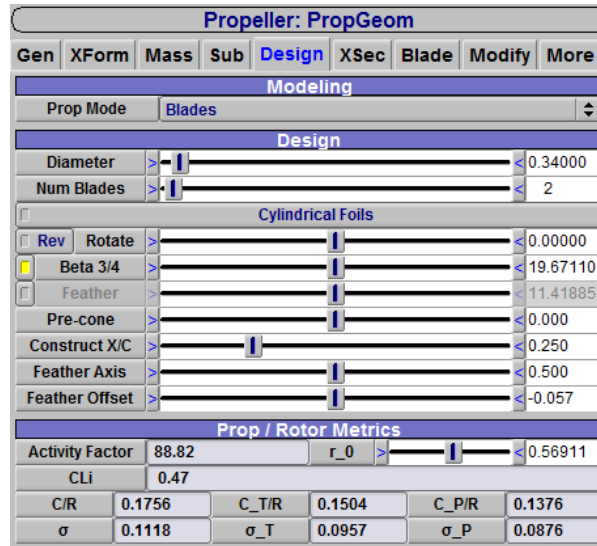 Propeller: PropGeom
Gen XForm Mass Sub Design XSec Blade Modify More
Modeling
Prop Mode Blades
Design
Diameter > < 0.34000
Num Blades > < 2
Cylindrical Foils
Rev Rotate > < 0.00000
Beta 3/4 > < 19.67110
Feather > < 11.41885
Pre-cone > < 0.000
Construct X/C > < 0.250
Feather Axis > < 0.500
Feather Offset > < -0.057
Prop / Rotor Metrics
Activity Factor 88.82 r_0 > < 0.56911
CLi 0.47
C/R 0.1756 C_T/R 0.1504 C_P/R 0.1376
σ 0.1118 σ_T 0.0957 σ_P 0.0876